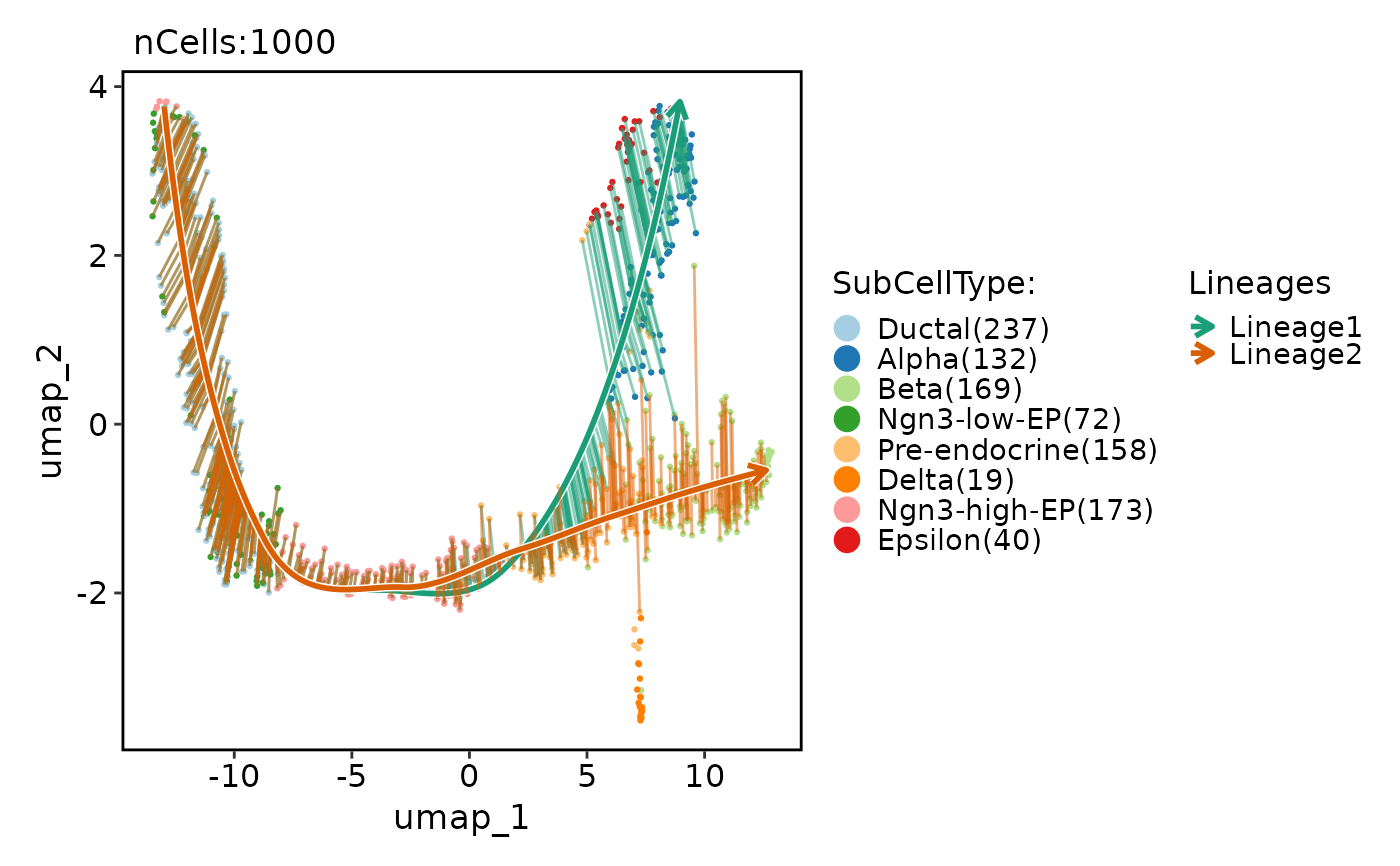 nCells:1000
4
2
0
-2
umap_2
-10
-5
0
5
10
umap_1
SubCellType:
Ductal(237)
Alpha(132)
Beta(169)
Ngn3-low-EP(72)
Pre-endocrine(158)
Delta(19)
Ngn3-high-EP(173)
Epsilon(40)
Lineages
Lineage1
Lineage2